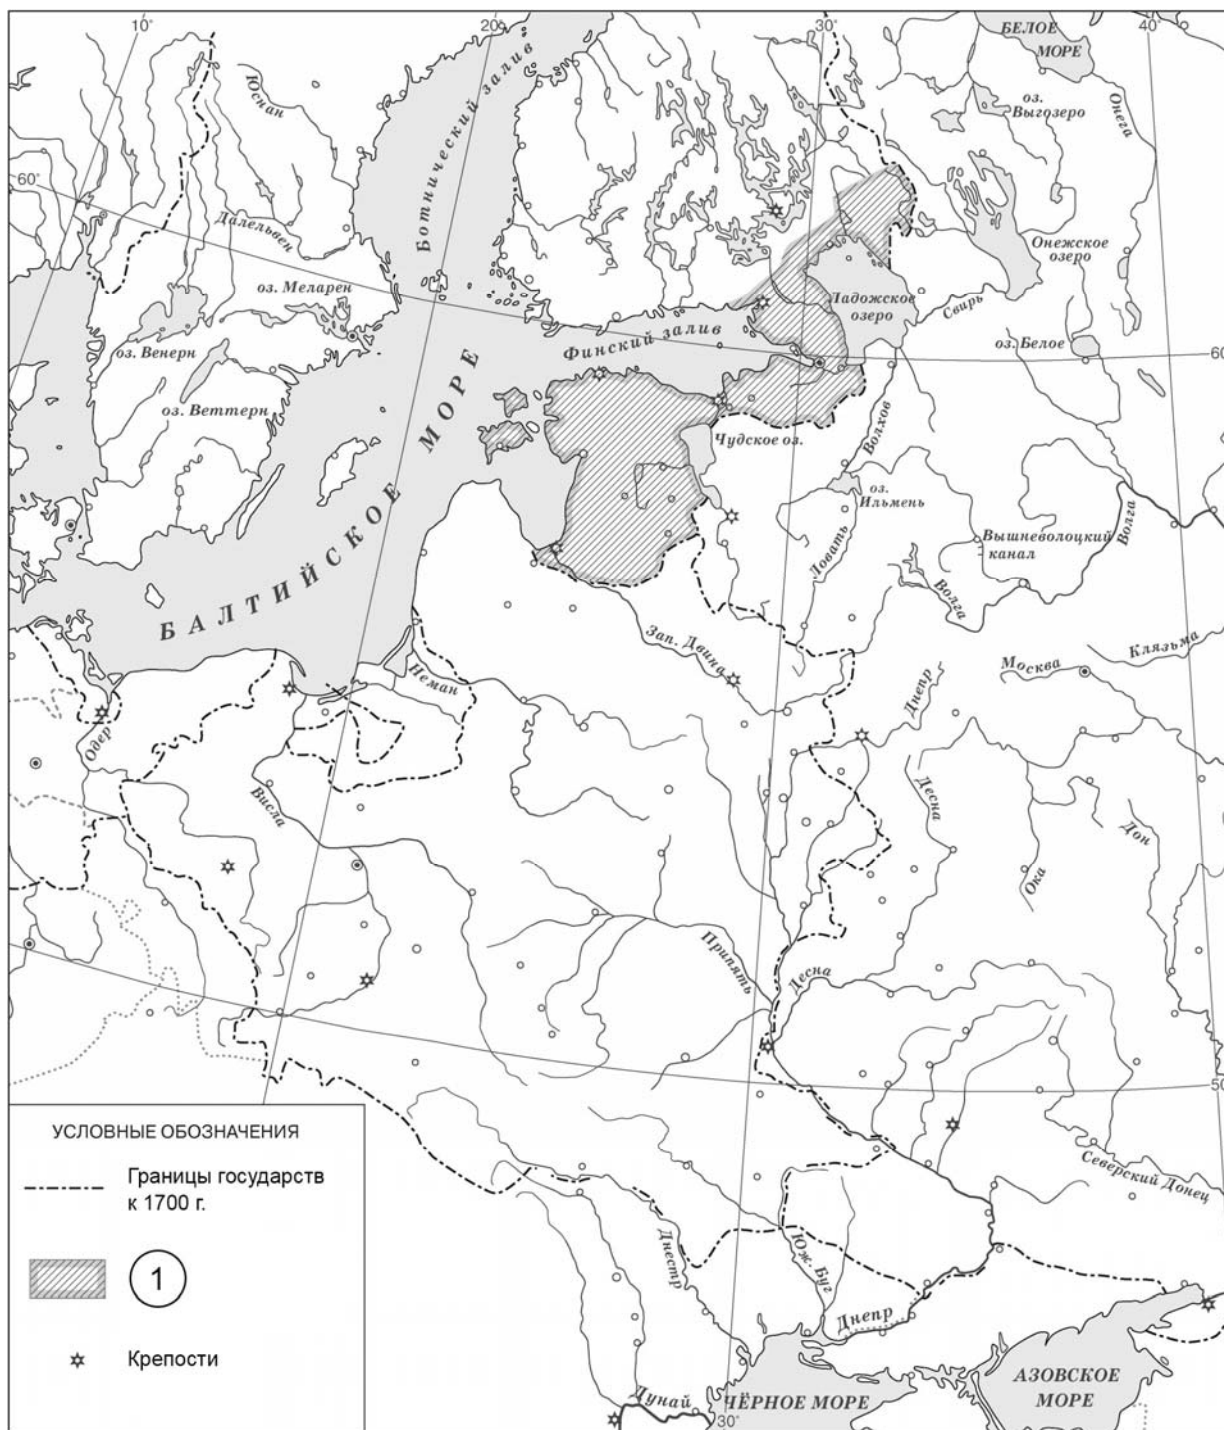 10°
20°
30°
40°
БЕЛОЕ
МОРЕ
Юснан
Ботнический залив
оз.
Выгозеро
Онега
60°
Далельвен
оз. Меларен
Онежское
озеро
Ладожское
озеро
Свирь
оз. Венерн
Финский залив
оз. Белое
60
оз. Веттерн
Чудское оз.
Волхов
оз.
Ильмень
Вышневолоцкий
канал
Волга
Ловать
Волга
БАЛТИЙСКОЕ МОРЕ
Зап. Двина
Клязьма
Москва
Неман
Днепр
Одер
Висла
Десна
Дон
Ока
Припять
Десна
50
УСЛОВНЫЕ ОБОЗНАЧЕНИЯ
Границы государств
к 1700 г.
1
Крепости
Северский Донец
Днестр
Юж. Буг
Днепр
АЗОВСКОЕ
МОРЕ
Дунай
ЧЁРНОЕ МОРЕ
30°